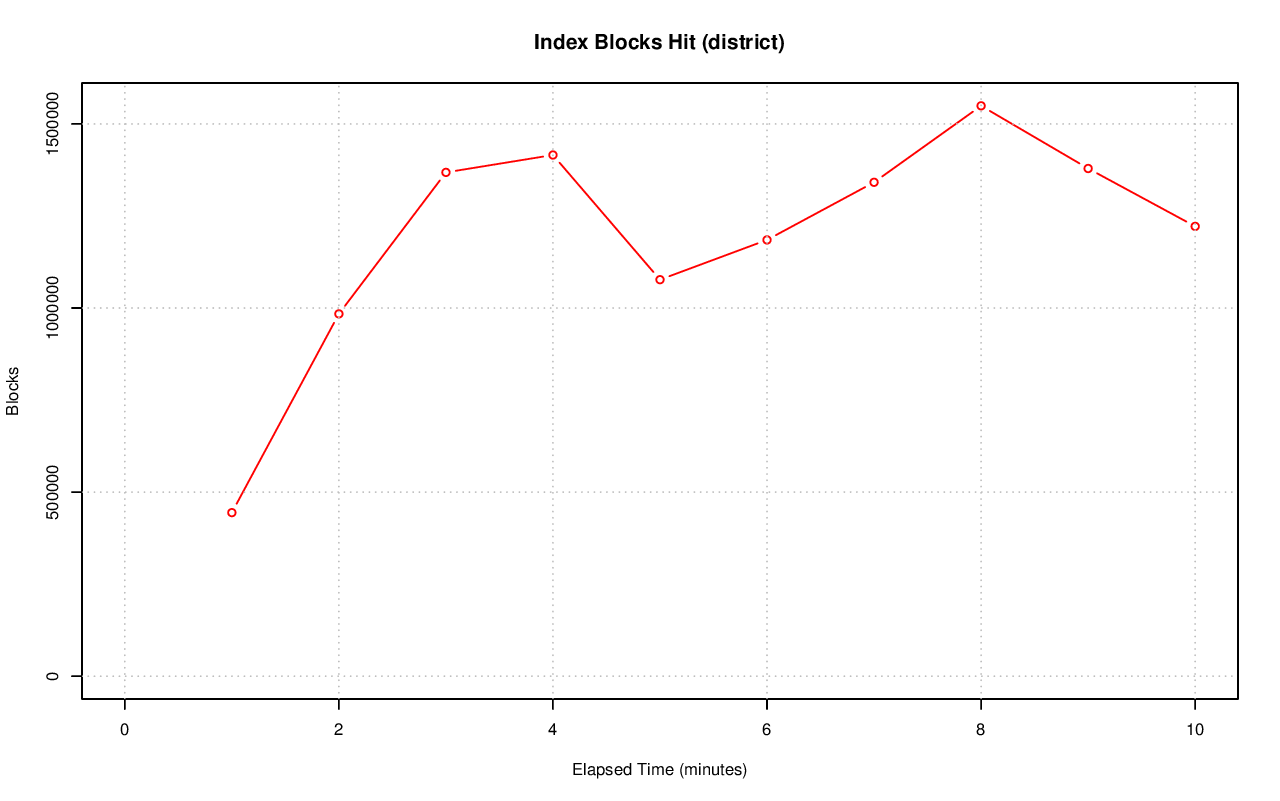 Index Blocks Hit (district)
Blocks
1500000
1000000
500000
0
0 2 4 6 8 10
Elapsed Time (minutes)